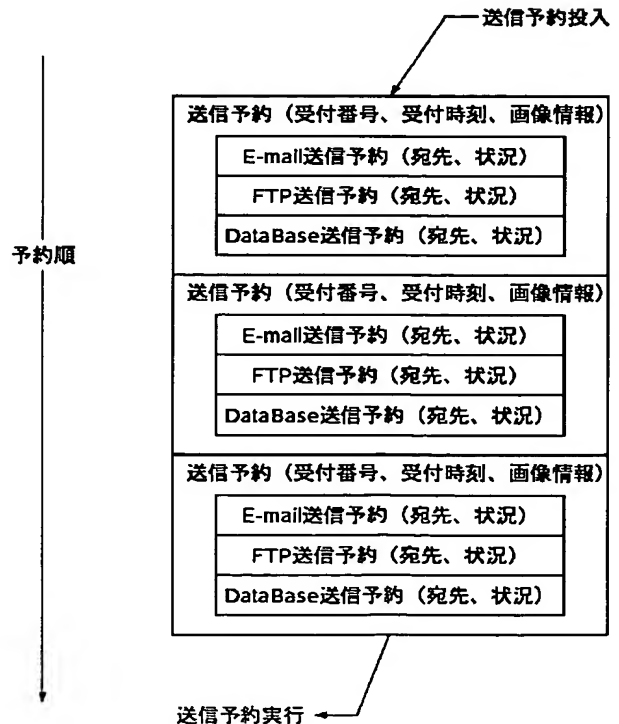 送信予約投入
送信予約（受付番号、受付時刻、画像情報）
E-mail送信予約（宛先、状況）
FTP送信予約（宛先、状況）
DataBase送信予約（宛先、状況）
予約順
送信予約（受付番号、受付時刻、画像情報）
E-mail送信予約（宛先、状況）
FTP送信予約（宛先、状況）
DataBase送信予約（宛先、状況）
送信予約（受付番号、受付時刻、画像情報）
E-mail送信予約（宛先、状況）
FTP送信予約（宛先、状況）
DataBase送信予約（宛先、状況）
送信予約実行